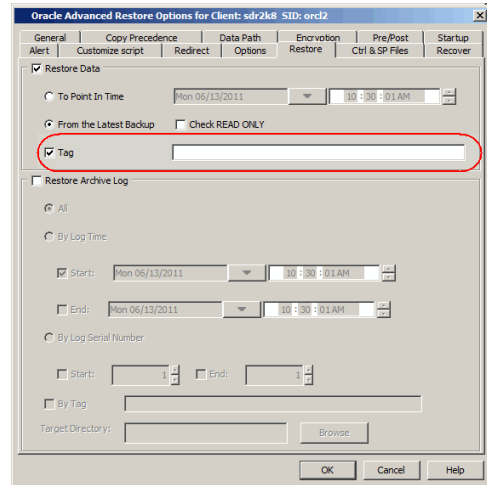 Oracle Advanced Restore Options for Client: sdr2k8 SID: orcl2
General Copy Precedence Data Path Encryption Pre/Post Startup
Alert Customize script Redirect Options Restore Ctrl & SP Files Recover
Restore Data
To Point In Time Mon 06/13/2011 10 : 30 : 01 AM
From the Latest Backup Check READ ONLY
Tag
Restore Archive Log
All
By Log Time
Start: Mon 06/13/2011 10 : 30 : 01 AM
End: Mon 06/13/2011 10 : 30 : 01 AM
By Log Serial Number
Start: 1 End: 1
By Tag
Target Directory: Browse
OK Cancel Help